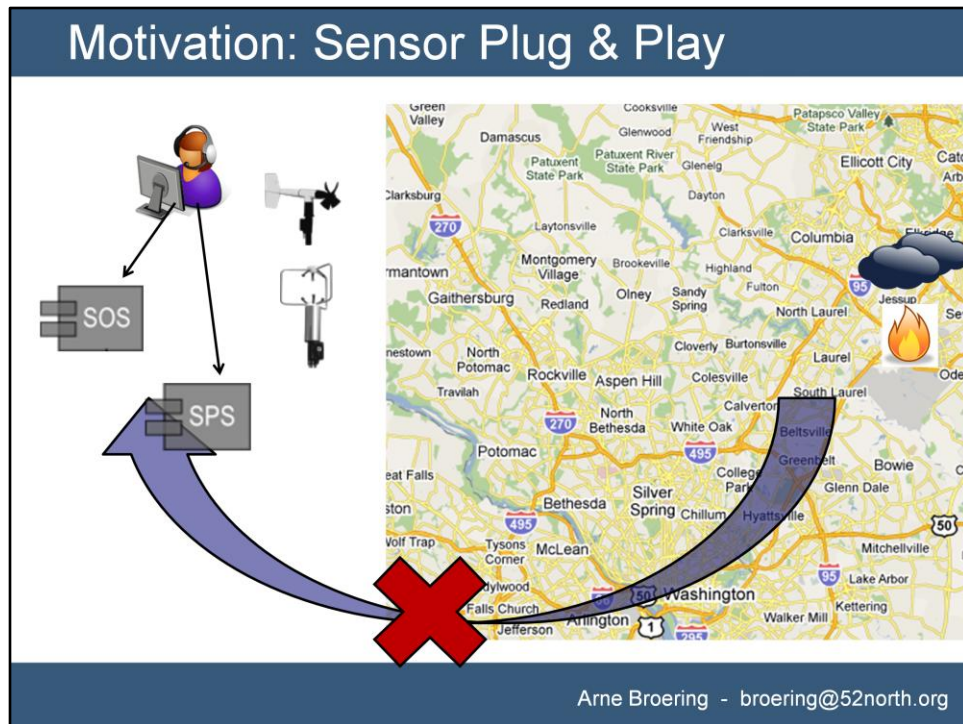 Motivation: Sensor Plug & Play
SOS
SPS
Green
Valley
Damascus
Cooksville
Glenwood
West
Friendship
Patapsco Valley
State Park
Ellicott City
Patuxent
State Park
Patuxent River
State Park
Glenelg
Dayton
Clarksburg
270
Laytonsville
Clarksville
Columbia
Montgomery
Village
Brookeville
Highland
Fulton
95
Jessup
Gaithersburg
Redland
Olney
Sandy
Spring
North Laurel
North
Potomac
Cloverly
Burtonsville
Laurel
Travilah
Rockville
Aspen Hill
Colesville
South Laurel
270
North
Bethesda
White Oak
Calverton
Beltsville
Potomac
495
Greenbelt
Bowie
College
Park
Glenn Dale
Bethesda
Silver
Spring
Chillum
Hyattsville
50
495
Tysons
Corner
McLean
Mitchellville
Wolf Trap
Lake Arbor
95
50
Washington
Kettering
Falls Church
Arlington
1
Walker Mill
Jefferson
295
Arne Broering - broering@52north.org